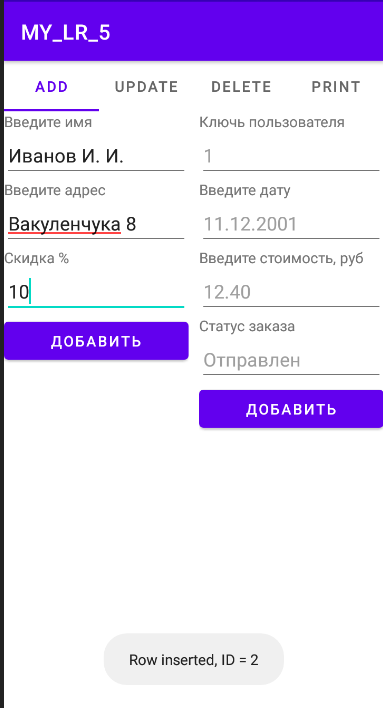 MY_LR_5
ADD UPDATE DELETE PRINT
Введите имя
Иванов И. И.
Введите адрес
Вакуленчука 8
Скидка %
10
ДОБАВИТЬ
Ключь пользователя
1
Введите дату
11.12.2001
Введите стоимость, руб
12.40
Статус заказа
Отправлен
ДОБАВИТЬ
Row inserted, ID = 2